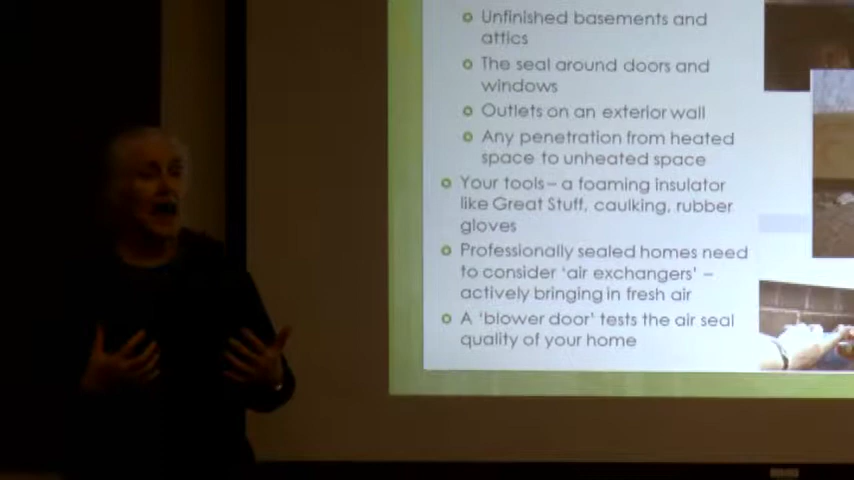 Unfinished basements and
attics
The seal around doors and
windows
Outlets on an exterior wall
Any penetration from heated
space to unheated space
Your tools – a foaming insulator
like Great Stuff, caulking, rubber
gloves
Professionally sealed homes need
to consider ‘air exchangers’ –
actively bringing in fresh air
A ‘blower door’ tests the air seal
quality of your home